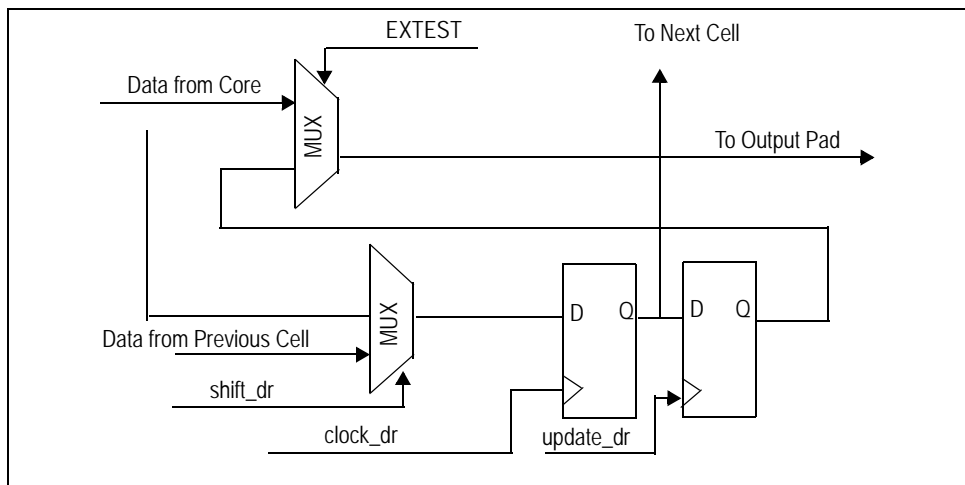 EXTEST
To Next Cell
Data from Core
MUX
To Output Pad
MUX
D Q
D Q
Data from Previous Cell
shift_dr
clock_dr
update_dr